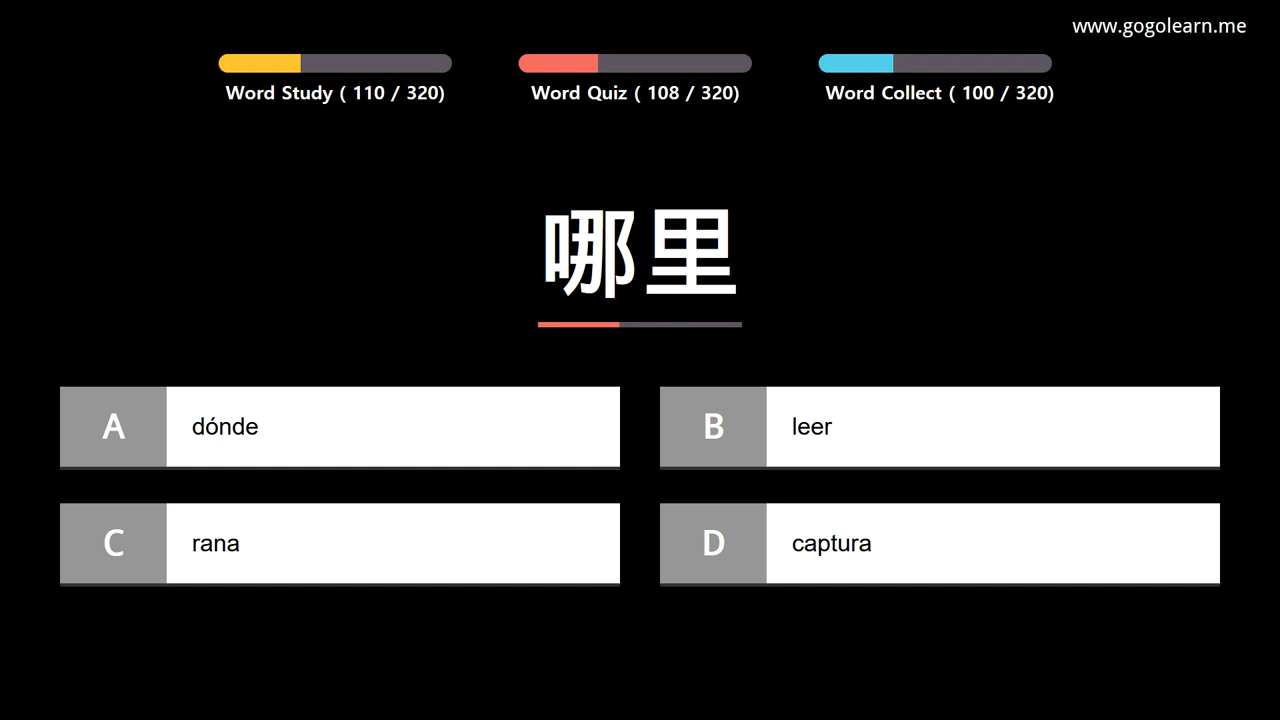 www.gogolearn.me
Word Study ( 110 / 320)
Word Quiz ( 108 / 320)
Word Collect ( 100 / 320)
哪里
A dónde
B leer
C rana
D captura